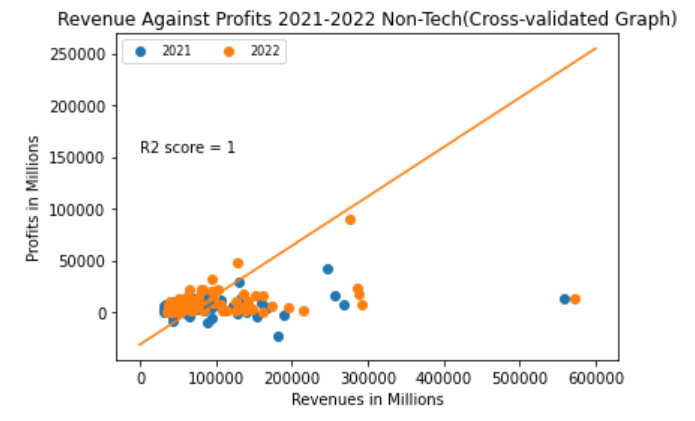 Revenue Against Profits 2021-2022 Non-Tech(Cross-validated Graph)
2021 2022
250000
200000
R2 score = 1
150000
100000
50000
0
Profits in Millions
0 100000 200000 300000 400000 500000 600000
Revenues in Millions